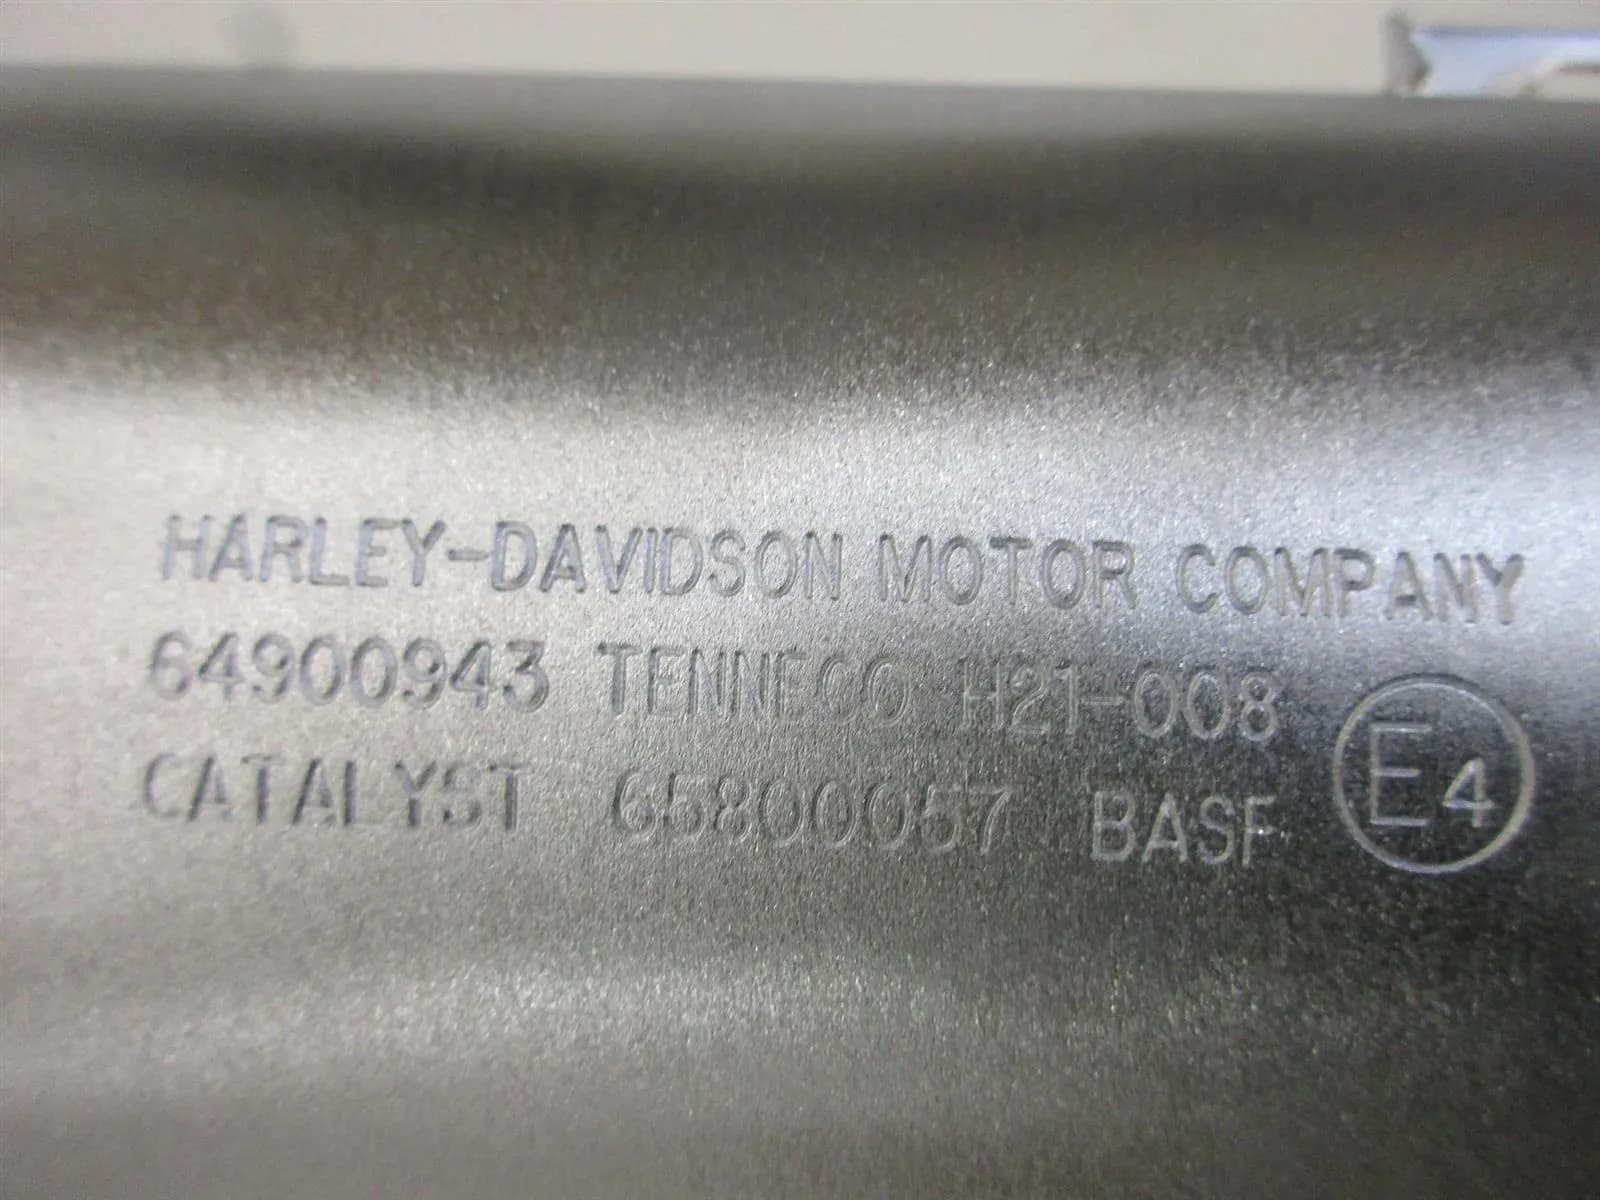 HARLEY-DAVIDSON MOTOR COMPANY
64900943 TENNECO H21-008
CATALYST 65800057 BASF E4